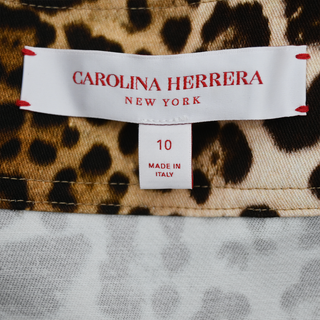 CAROLINA HERRERA
NEW YORK
10
MADE IN
ITALY